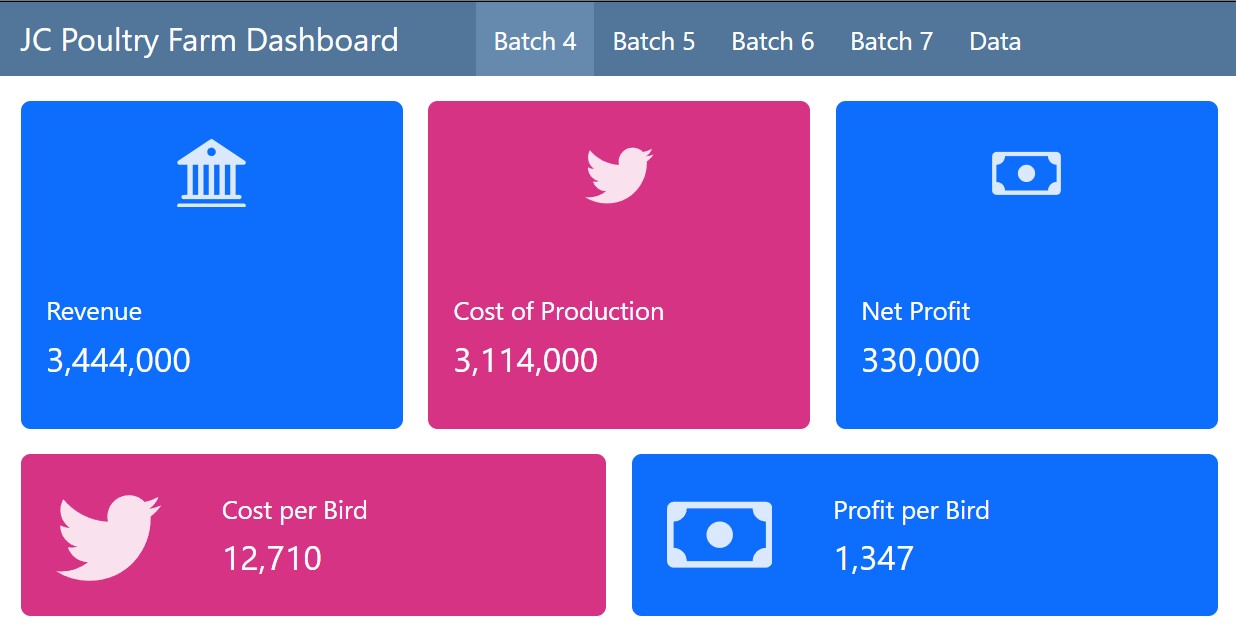 JC Poultry Farm Dashboard
Batch 4
Batch 5
Batch 6
Batch 7
Data
Revenue
3,444,000
Cost of Production
3,114,000
Net Profit
330,000
Cost per Bird
12,710
Profit per Bird
1,347